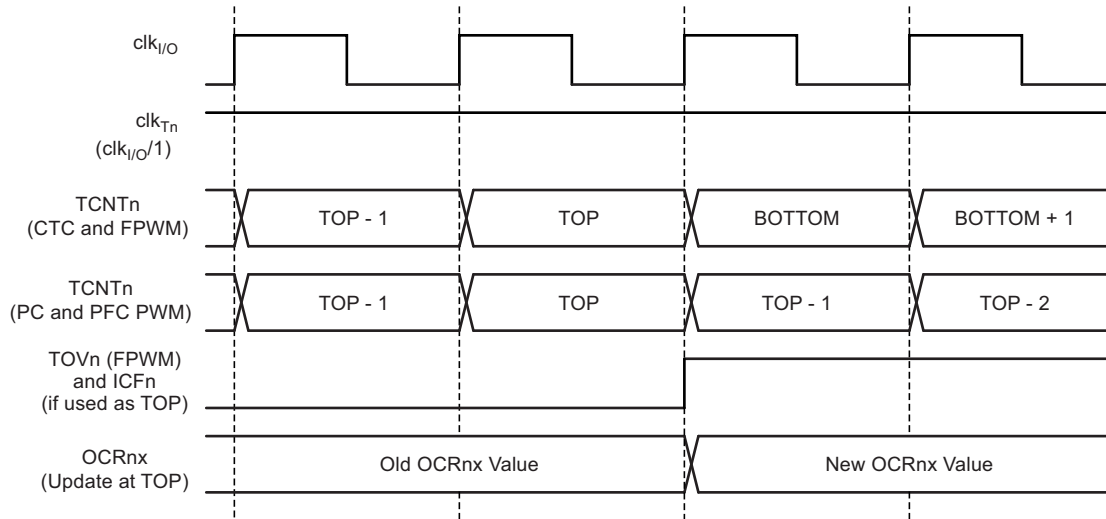 clkI/O
clkTn
(clkI/O/1)
TCNTn
(CTC and FPWM)
TOP - 1
TOP
BOTTOM
BOTTOM + 1
TCNTn
(PC and PFC PWM)
TOP - 1
TOP
TOP - 1
TOP - 2
TOVn (FPWM)
and ICFn
(if used as TOP)
OCRnx
(Update at TOP)
Old OCRnx Value
New OCRnx Value